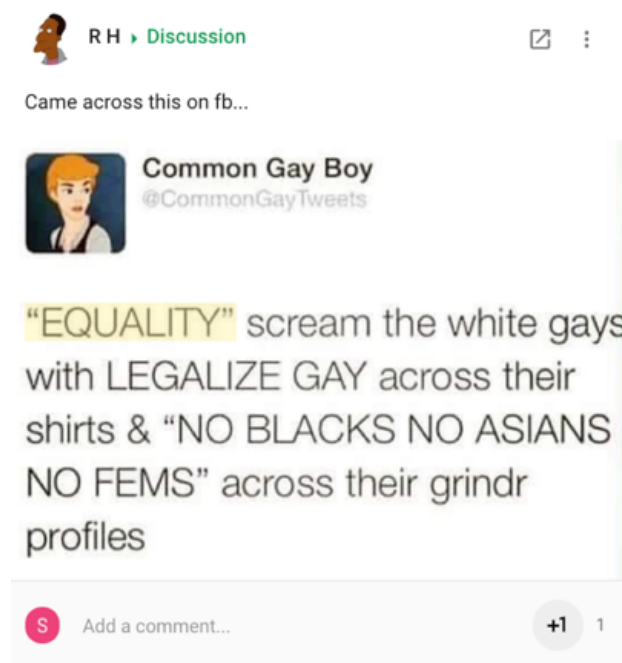 R H ▸ Discussion
Came across this on fb...
Common Gay Boy
@CommonGayTweets
“EQUALITY” scream the white gays
with LEGALIZE GAY across their
shirts & “NO BLACKS NO ASIANS
NO FEMS” across their grindr
profiles
S Add a comment... +1 1